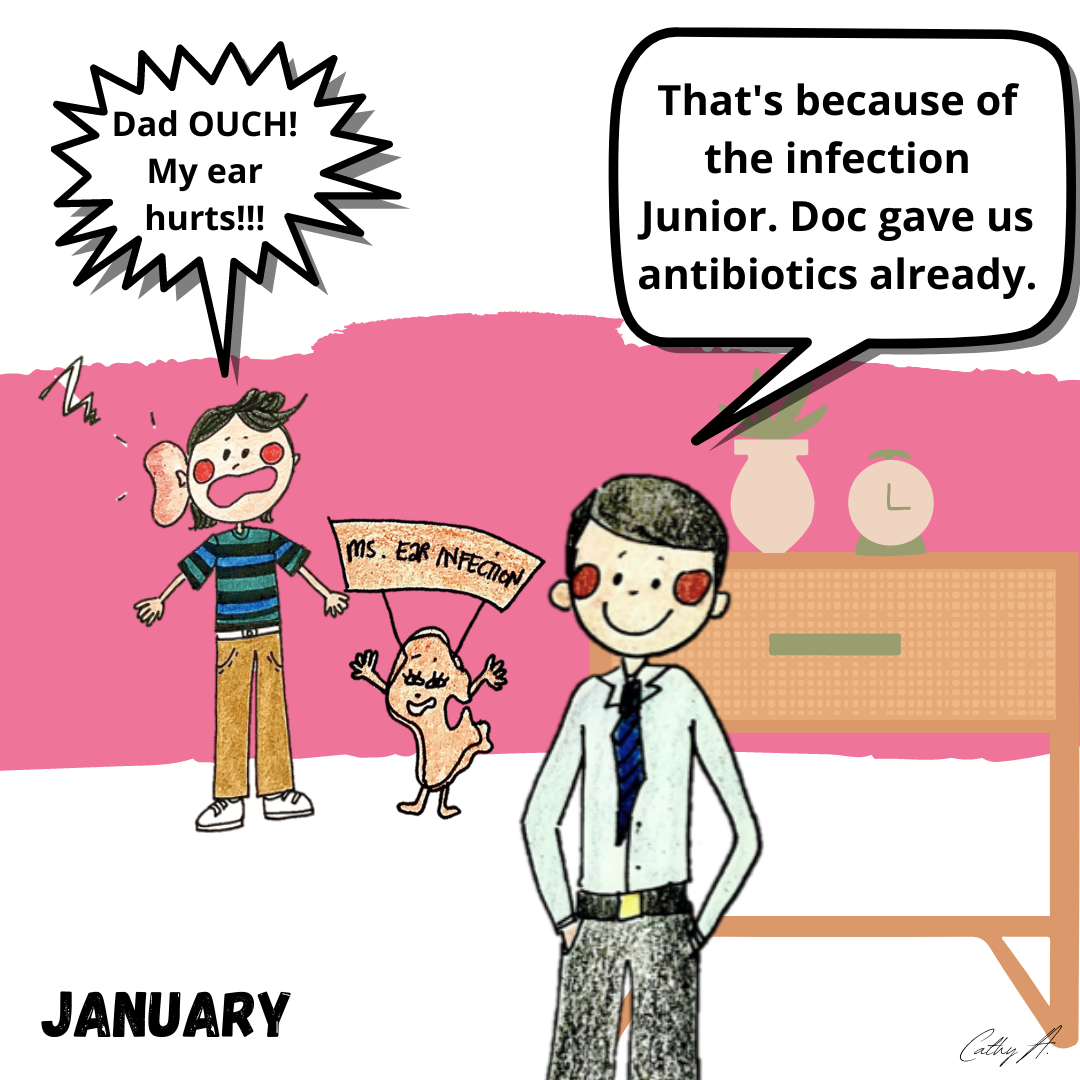 Dad OUCH!
My ear
hurts!!!
That's because of
the infection
Junior. Doc gave us
antibiotics already.
MS. EAR INFECTION
JANUARY
Cathy A.